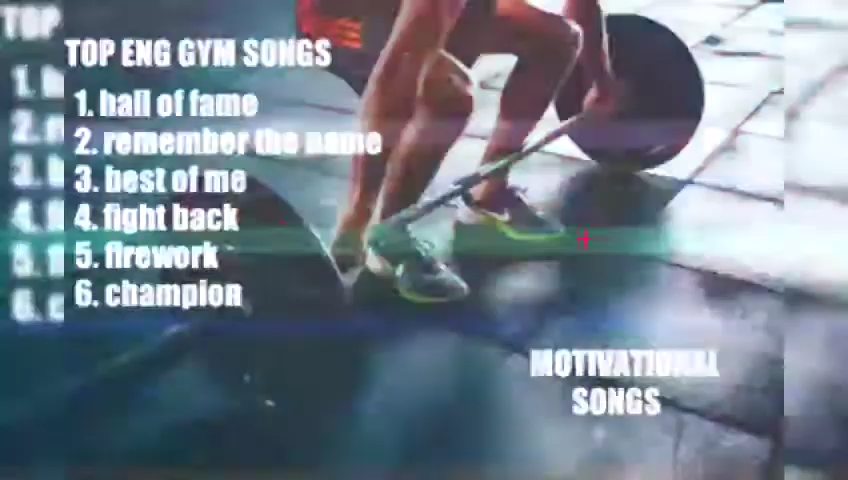 TOP ENG GYM SONGS
1. hall of fame
2. remember the name
3. best of me
4. fight back
5. firework
6. champion
MOTIVATIONAL
SONGS